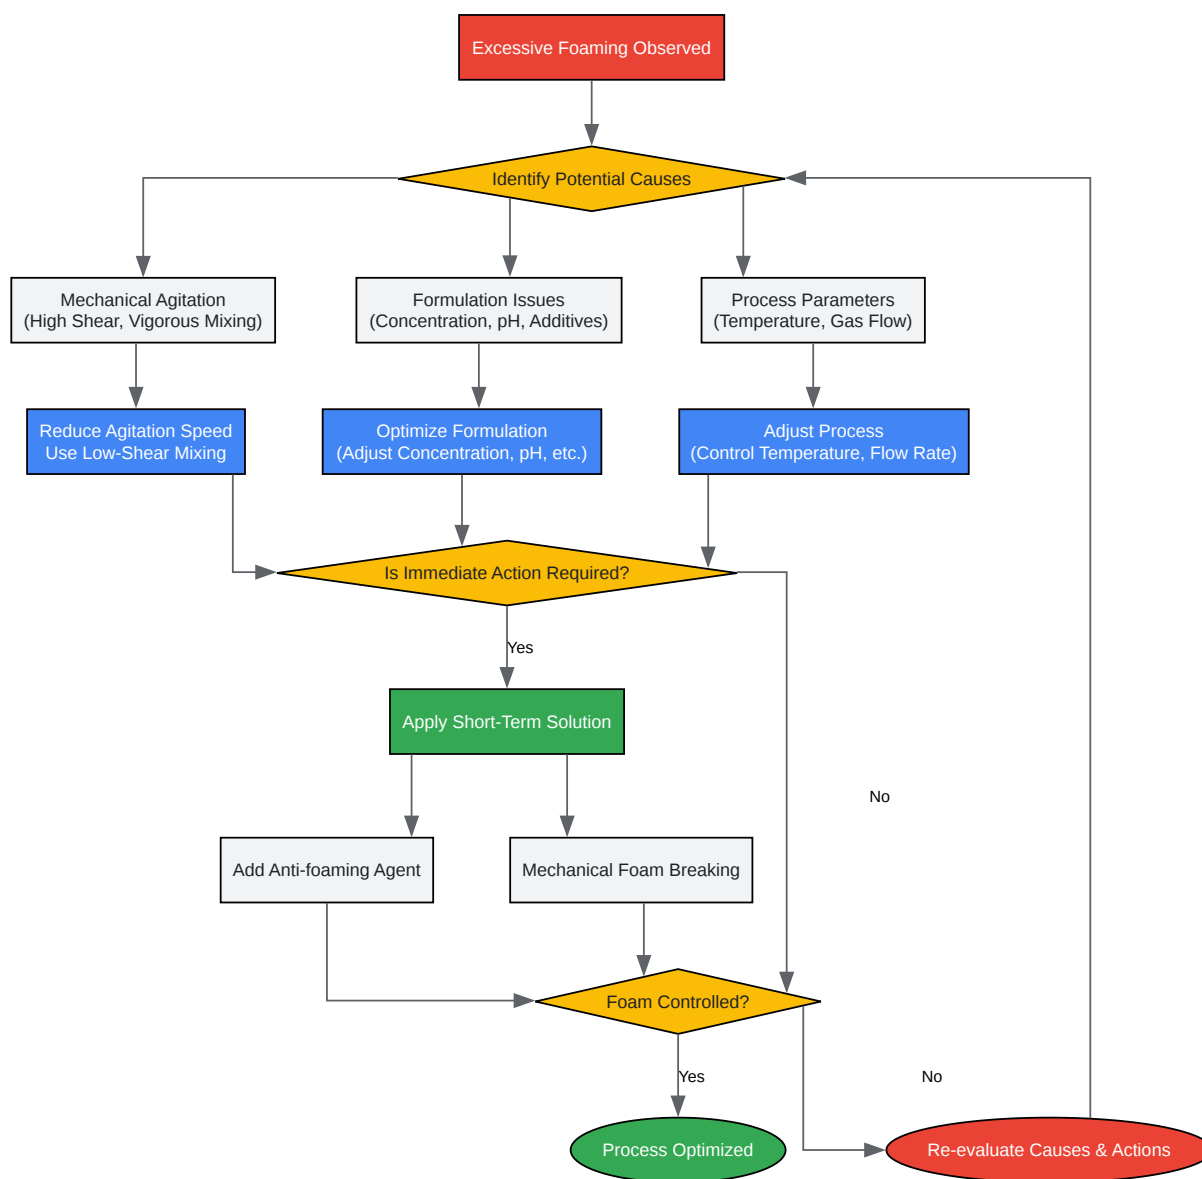 Excessive Foaming Observed
Identify Potential Causes
Mechanical Agitation
(High Shear, Vigorous Mixing)
Formulation Issues
(Concentration, pH, Additives)
Process Parameters
(Temperature, Gas Flow)
Reduce Agitation Speed
Use Low-Shear Mixing
Optimize Formulation
(Adjust Concentration, pH, etc.)
Adjust Process
(Control Temperature, Flow Rate)
Is Immediate Action Required?
Yes
Apply Short-Term Solution
No
Add Anti-foaming Agent
Mechanical Foam Breaking
Foam Controlled?
Yes
No
Process Optimized
Re-evaluate Causes & Actions